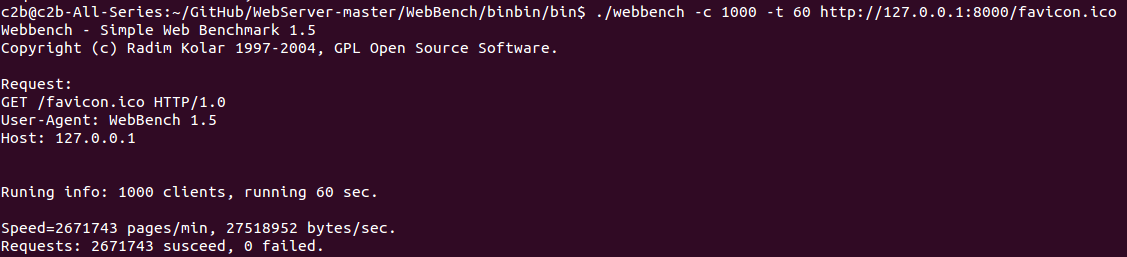 c2b@c2b-All-Series:~/GitHub/WebServer-master/WebBench/binbin/bin$ ./webbench -c 1000 -t 60 http://127.0.0.1:8000/favicon.ico
Webbench - Simple Web Benchmark 1.5
Copyright (c) Radim Kolar 1997-2004, GPL Open Source Software.
Request:
GET /favicon.ico HTTP/1.0
User-Agent: WebBench 1.5
Host: 127.0.0.1
Runing info: 1000 clients, running 60 sec.
Speed=2671743 pages/min, 27518952 bytes/sec.
Requests: 2671743 susceed, 0 failed.